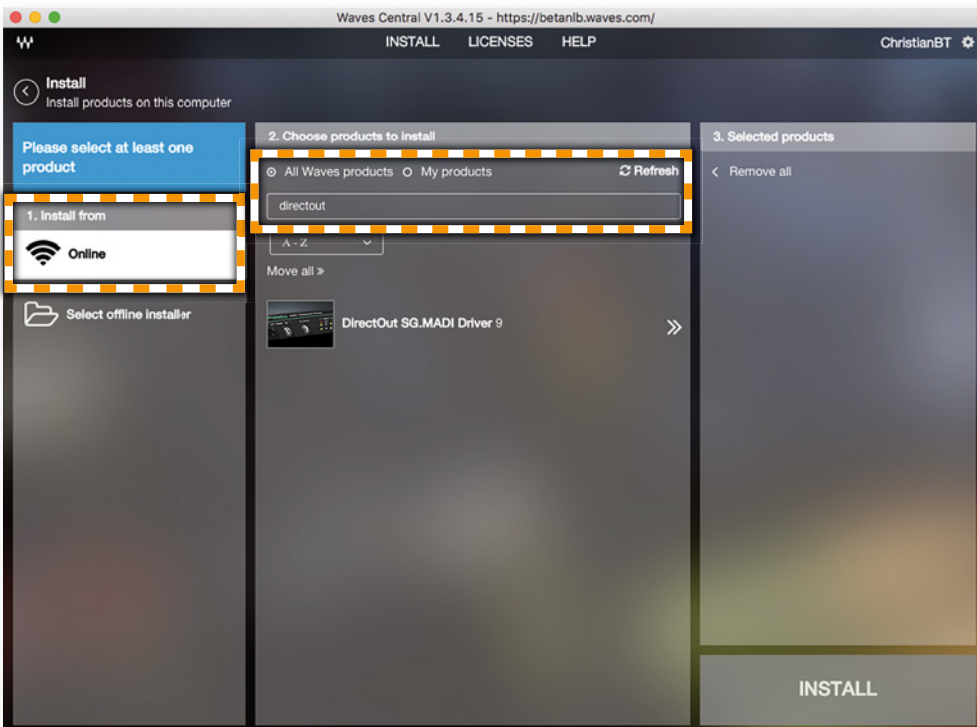 Waves Central V1.3.4.15 - https://betanlb.waves.com/
INSTALL LICENSES HELP
ChristianBT
Install
Install products on this computer
Please select at least one
product
1. Install from
Online
Select offline installer
2. Choose products to install
All Waves products My products Refresh
directout
A - Z
Move all »
DirectOut SG.MADI Driver 9
3. Selected products
Remove all
INSTALL